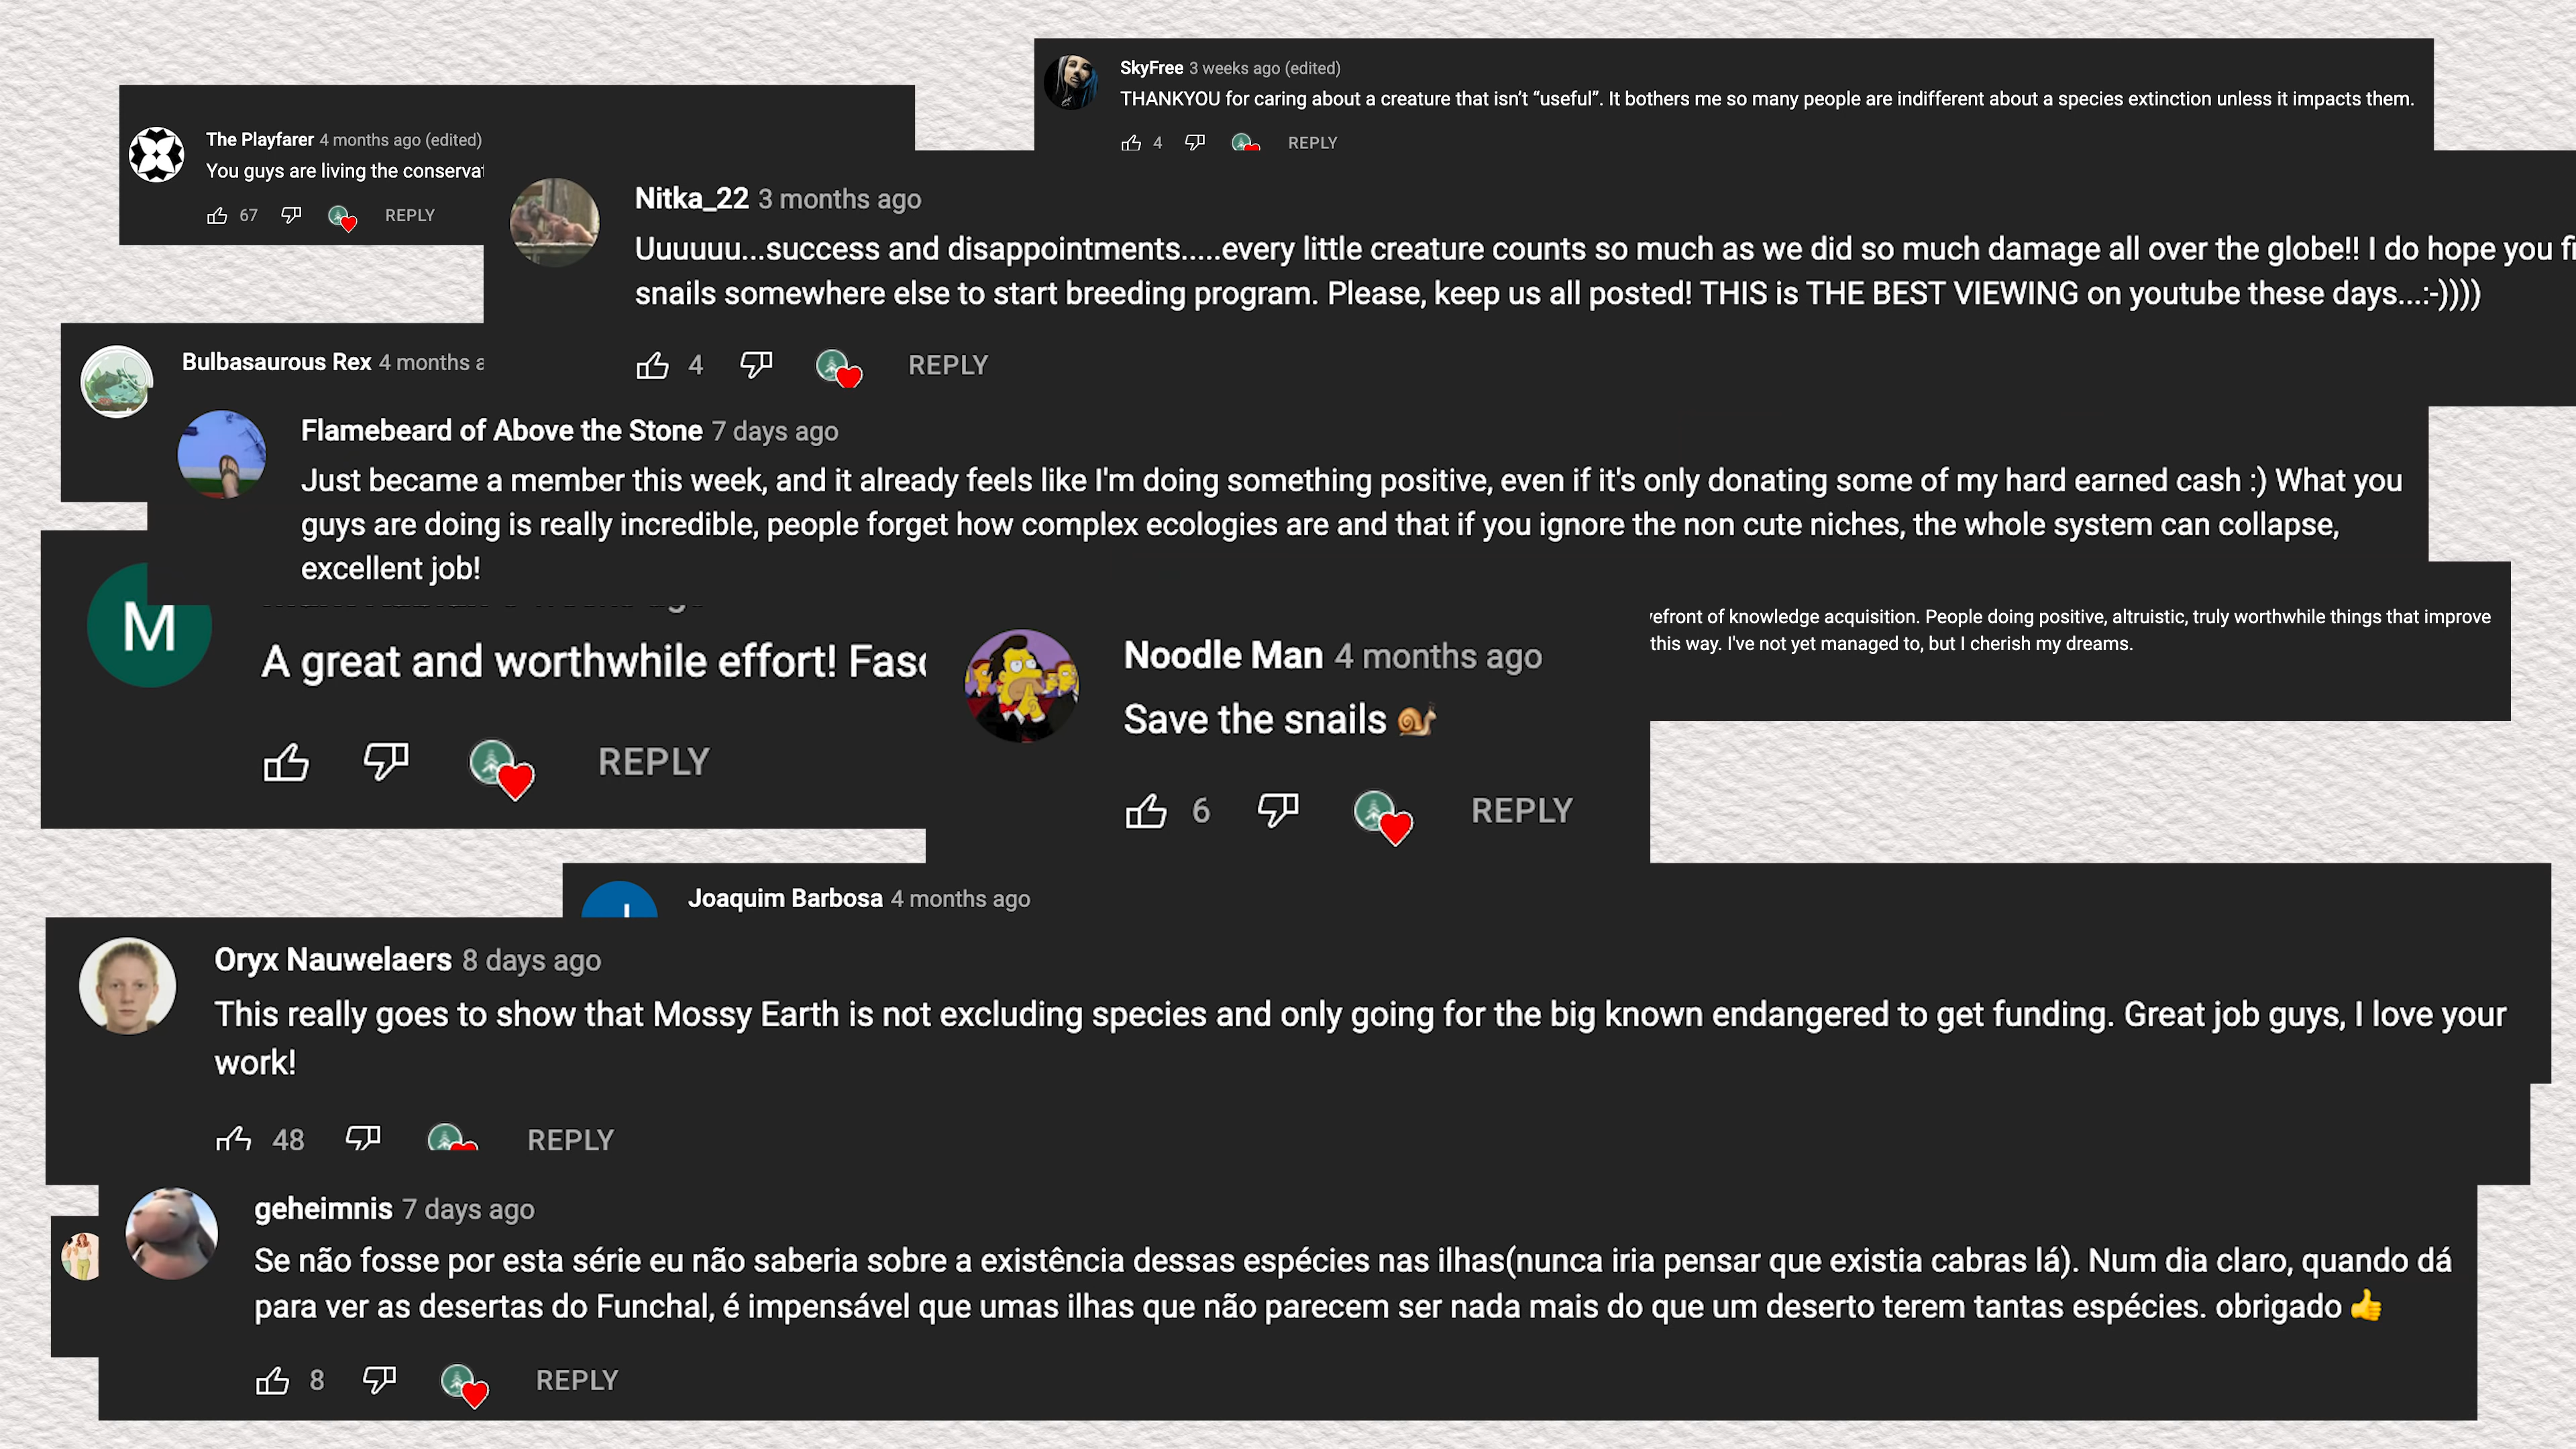 SkyFree 3 weeks ago (edited)
THANKYOU for caring about a creature that isn't “useful”. It bothers me so many people are indifferent about a species extinction unless it impacts them.
4 REPLY
The Playfarer 4 months ago (edited)
You guys are living the
67 REPLY
Nitka_22 3 months ago
Uuuuuu...success and disappointments.....every little creature counts so much as we did so much damage all over the globe!! I do hope you
snails somewhere else to start breeding program. Please, keep us all posted! THIS is THE BEST VIEWING on youtube these days...:-))))
4 REPLY
Bulbasaurous Rex 4 months
Flamebeard of Above the Stone 7 days ago
Just became a member this week, and it already feels like I'm doing something positive, even if it's only donating some of my hard earned cash :) What you
guys are doing is really incredible, people forget how complex ecologies are and that if you ignore the non cute niches, the whole system can collapse,
excellent job!
M
A great and worthwhile effort!
REPLY
of knowledge acquisition. People doing positive, altruistic, truly worthwhile things that improve
this way. I've not yet managed to, but I cherish my dreams.
Noodle Man 4 months ago
Save the snails 🐌
6 REPLY
Joaquim Barbosa 4 months ago
Oryx Nauwelaers 8 days ago
This really goes to show that Mossy Earth is not excluding species and only going for the big known endangered to get funding. Great job guys, I love your
work!
48 REPLY
geheimnis 7 days ago
Se não fosse por esta série eu não saberia sobre a existência dessas espécies nas ilhas(nunca iria pensar que existia cabras lá). Num dia claro, quando dá
para ver as desertas do Funchal, é impensável que umas ilhas que não parecem ser nada mais do que um deserto terem tantas espécies. obrigado 👍
8 REPLY